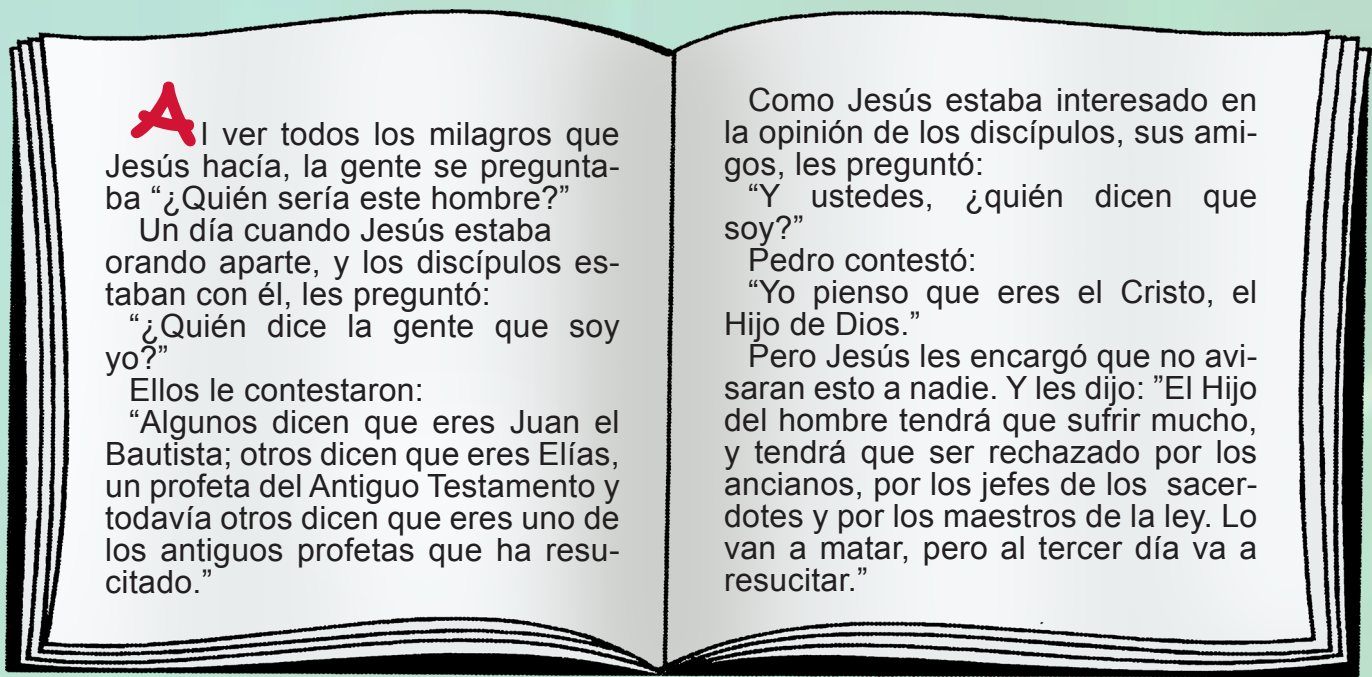 Al ver todos los milagros que
Jesús hacía, la gente se pregunta-
ba “¿Quién sería este hombre?”
Un día cuando Jesús estaba
orando aparte, y los discípulos es-
taban con él, les preguntó:
“¿Quién dice la gente que soy
yo?”
Ellos le contestaron:
“Algunos dicen que eres Juan el
Bautista; otros dicen que eres Elías,
un profeta del Antiguo Testamento y
todavía otros dicen que eres uno de
los antiguos profetas que ha resu-
citado.”
Como Jesús estaba interesado en
la opinión de los discípulos, sus ami-
gos, les preguntó:
“Y ustedes, ¿quién dicen que
soy?”
Pedro contestó:
“Yo pienso que eres el Cristo, el
Hijo de Dios.”
Pero Jesús les encargó que no avi-
saran esto a nadie. Y les dijo: ”El Hijo
del hombre tendrá que sufrir mucho,
y tendrá que ser rechazado por los
ancianos, por los jefes de los sacer-
dotes y por los maestros de la ley. Lo
van a matar, pero al tercer día va a
resucitar.”